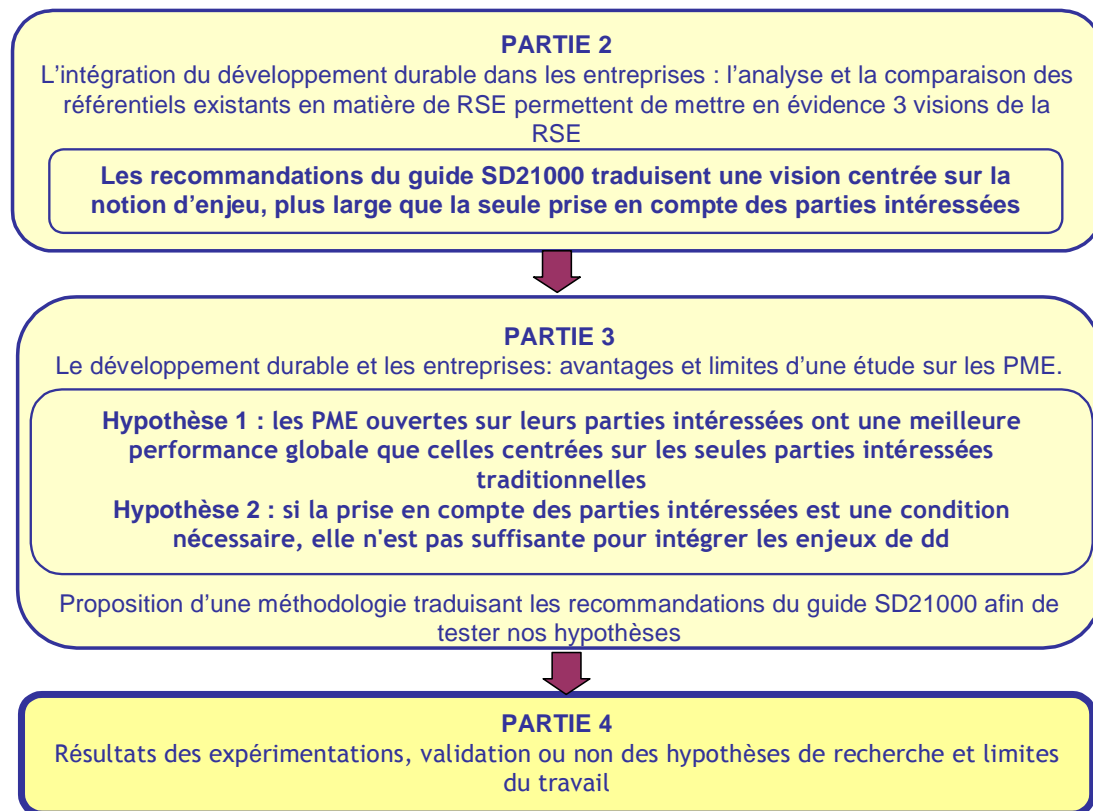 PARTIE 2
L'intégration du développement durable dans les entreprises : l'analyse et la comparaison des
référentiels existants en matière de RSE permettent de mettre en évidence 3 visions de la
RSE
Les recommandations du guide SD21000 traduisent une vision centrée sur la
notion d'enjeu, plus large que la seule prise en compte des parties intéressées
PARTIE 3
Le développement durable et les entreprises: avantages et limites d'une étude sur les PME.
Hypothèse 1 : les PME ouvertes sur leurs parties intéressées ont une meilleure
performance globale que celles centrées sur les seules parties intéressées
traditionnelles
Hypothèse 2 : si la prise en compte des parties intéressées est une condition
nécessaire, elle n'est pas suffisante pour intégrer les enjeux de dd
Proposition d'une méthodologie traduisant les recommandations du guide SD21000 afin de
tester nos hypothèses
PARTIE 4
Résultats des expérimentations, validation ou non des hypothèses de recherche et limites
du travail